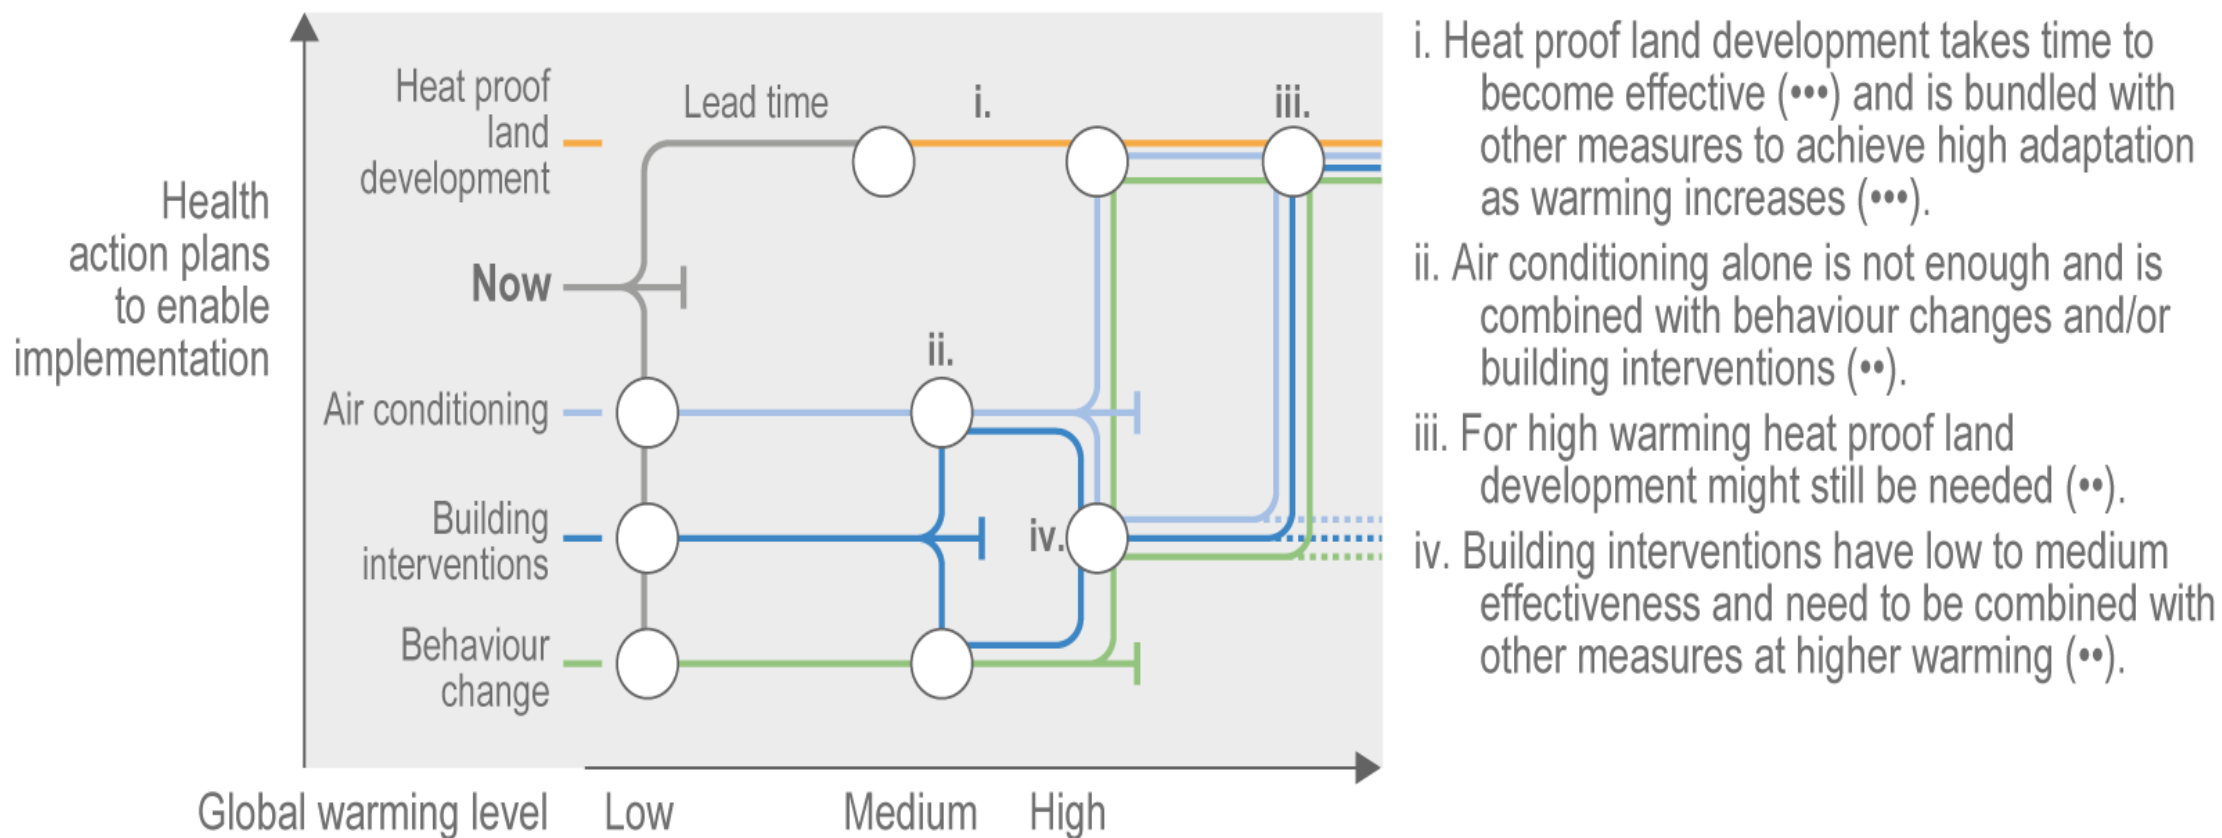 Health
action plans
to enable
implementation
Heat proof
land
development
Lead time
i.
iii.
Now
ii.
Air conditioning
Building
interventions
iv.
Behaviour
change
Global warming level
Low
Medium
High
i. Heat proof land development takes time to
become effective (•••) and is bundled with
other measures to achieve high adaptation
as warming increases (•••).
ii. Air conditioning alone is not enough and is
combined with behaviour changes and/or
building interventions (••).
iii. For high warming heat proof land
development might still be needed (••).
iv. Building interventions have low to medium
effectiveness and need to be combined with
other measures at higher warming (••).